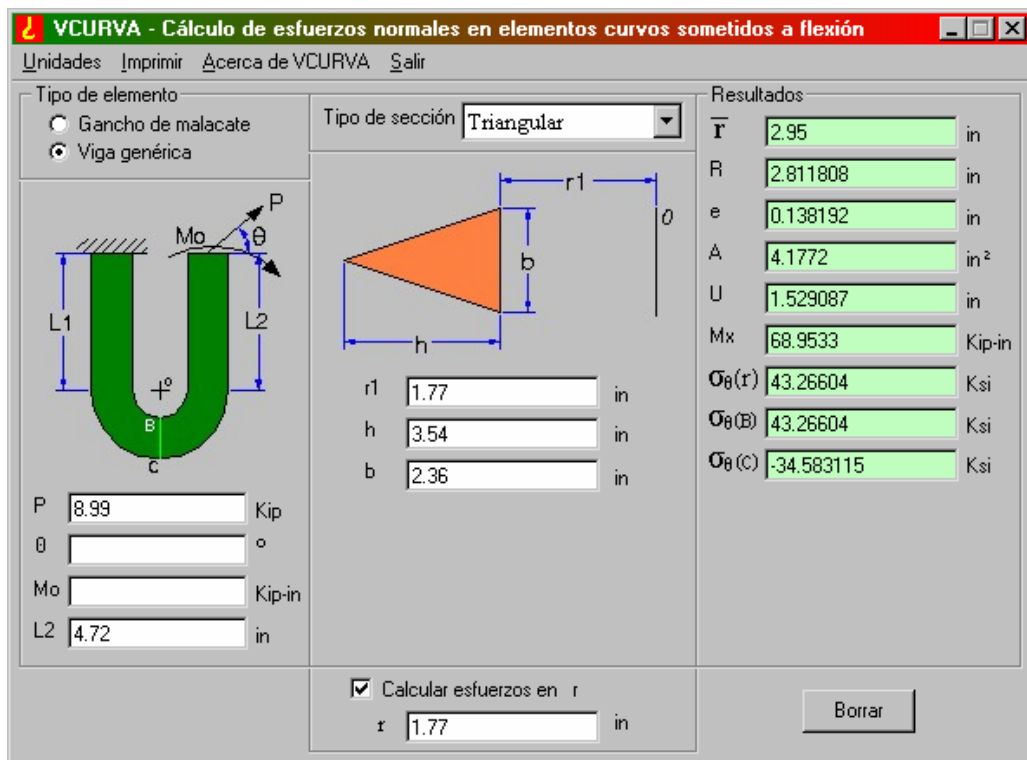 VCURVA - Cálculo de esfuerzos normales en elementos curvos sometidos a flexión
Unidades Imprimir Acerca de VCURVA Salir
Tipo de elemento
Gancho de malacate
Viga genérica
P
Mo
θ
L1
L2
o
B
C
P 8.99 Kip
θ º
Mo Kip-in
L2 4.72 in
Tipo de sección Triangular
r1
0
b
h
r1 1.77 in
h 3.54 in
b 2.36 in
Calcular esfuerzos en r
r 1.77 in
Resultados
r̅ 2.95 in
R 2.811808 in
e 0.138192 in
A 4.1772 in²
U 1.529087 in
Mx 68.9533 Kip-in
σθ(r) 43.26604 Ksi
σθ(B) 43.26604 Ksi
σθ(C) -34.583115 Ksi
Borrar